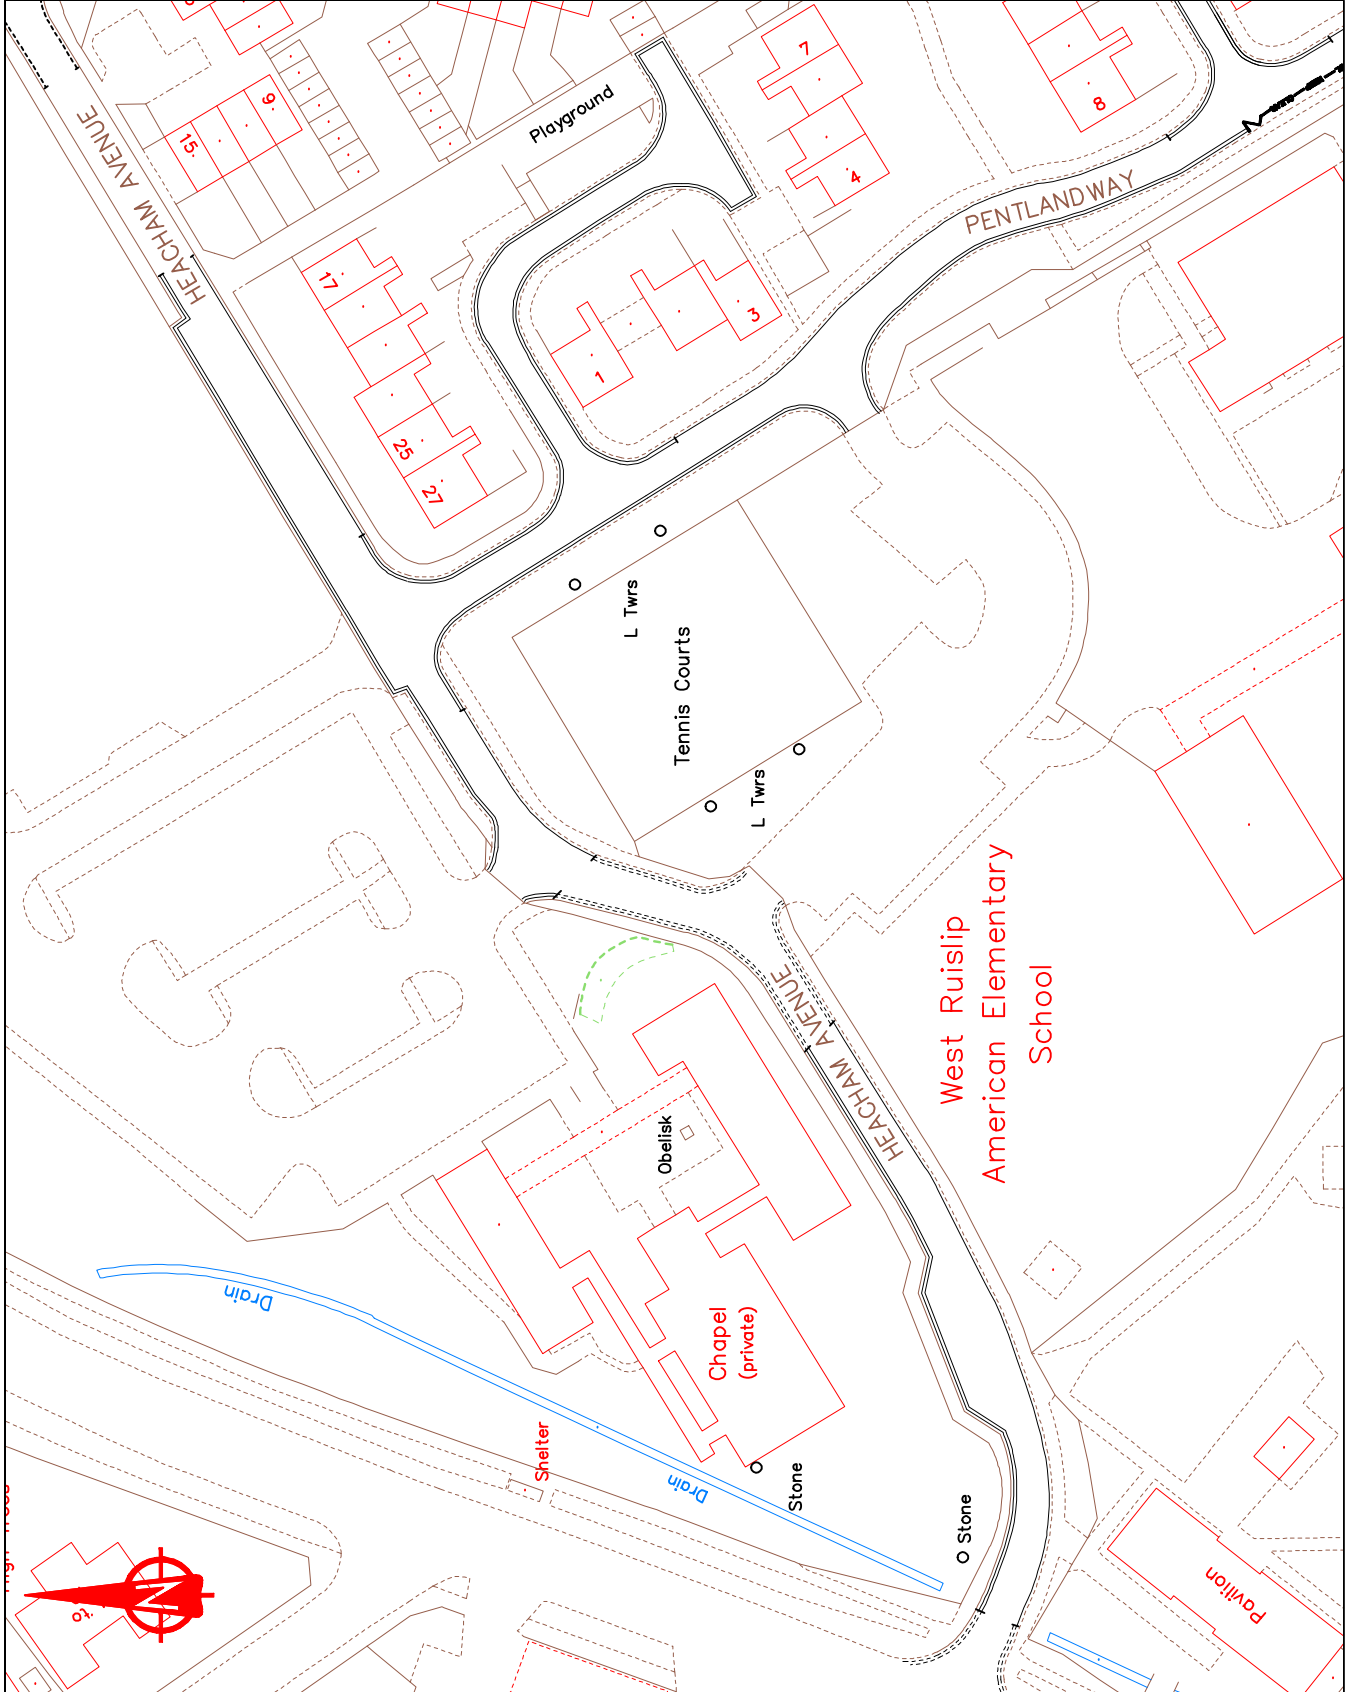 HEACHAM AVENUE
9
15
Playground
7
4
8
PENTLANDWAY
17
3
1
25
27
L Twrs
Tennis Courts
L Twrs
HEACHAM AVENUE
West Ruislip
American Elementary
School
Obelisk
Drain
Chapel
(private)
Shelter
Drain
Stone
Stone
Pavilion
to
N